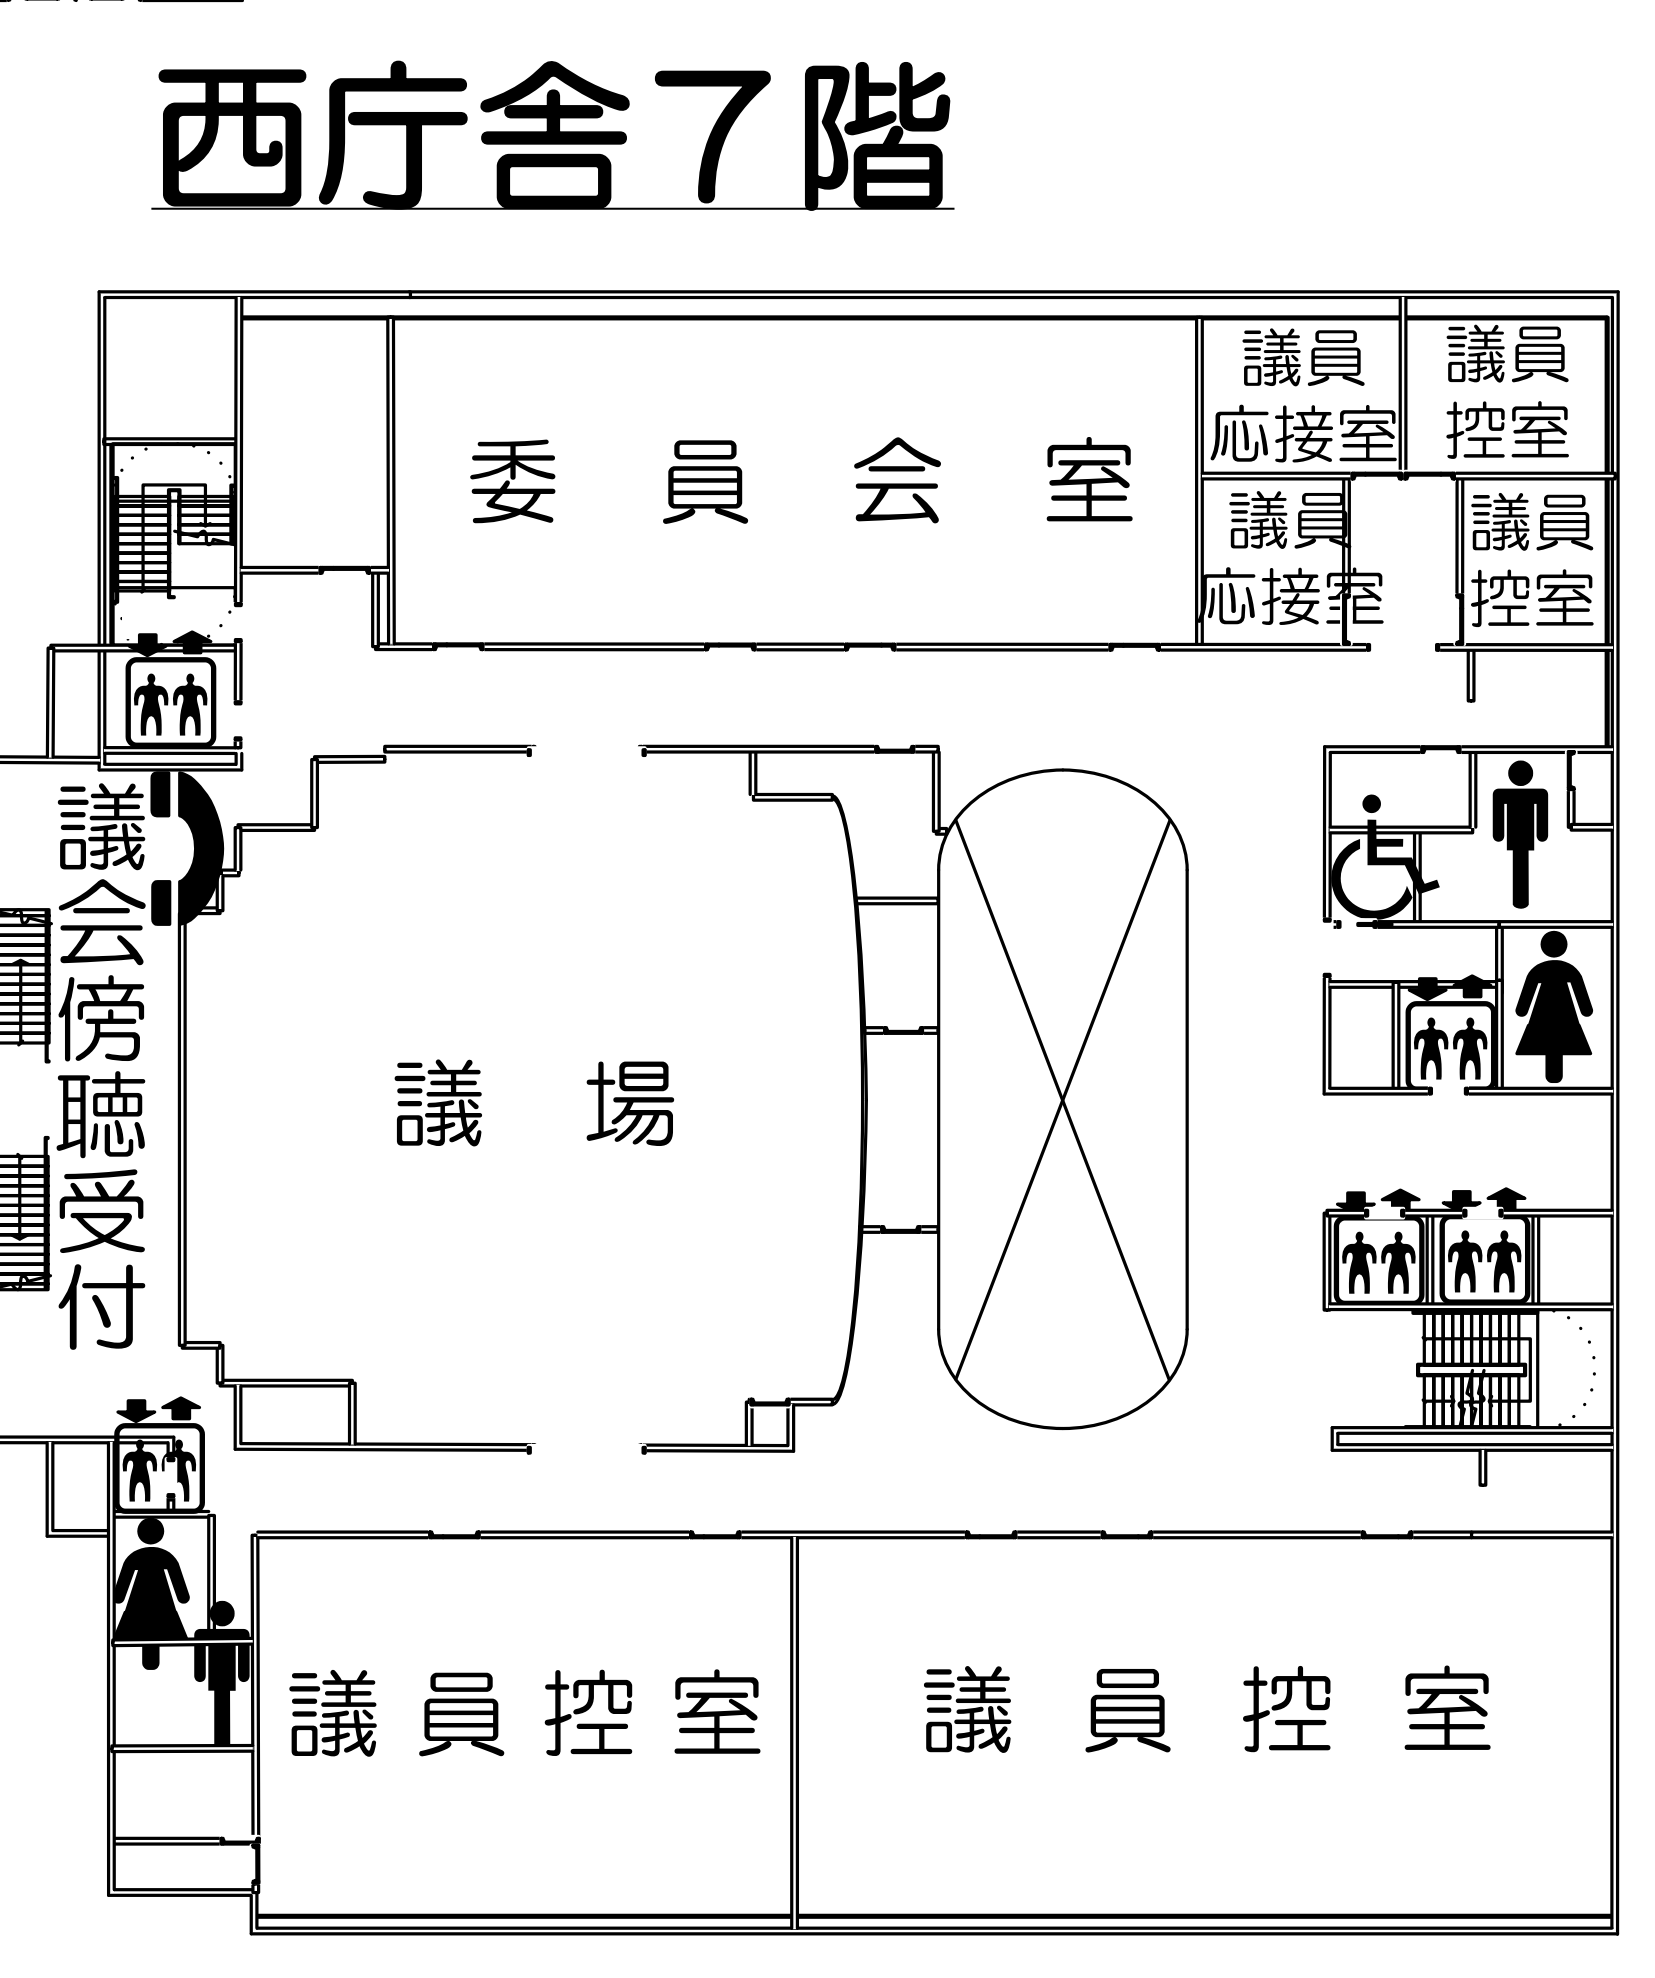 西庁舎7階
委員会室
議員
応接室
議員
控室
議員
応接室
議員
控室
議会傍聴受付
議場
議員控室
議員控室